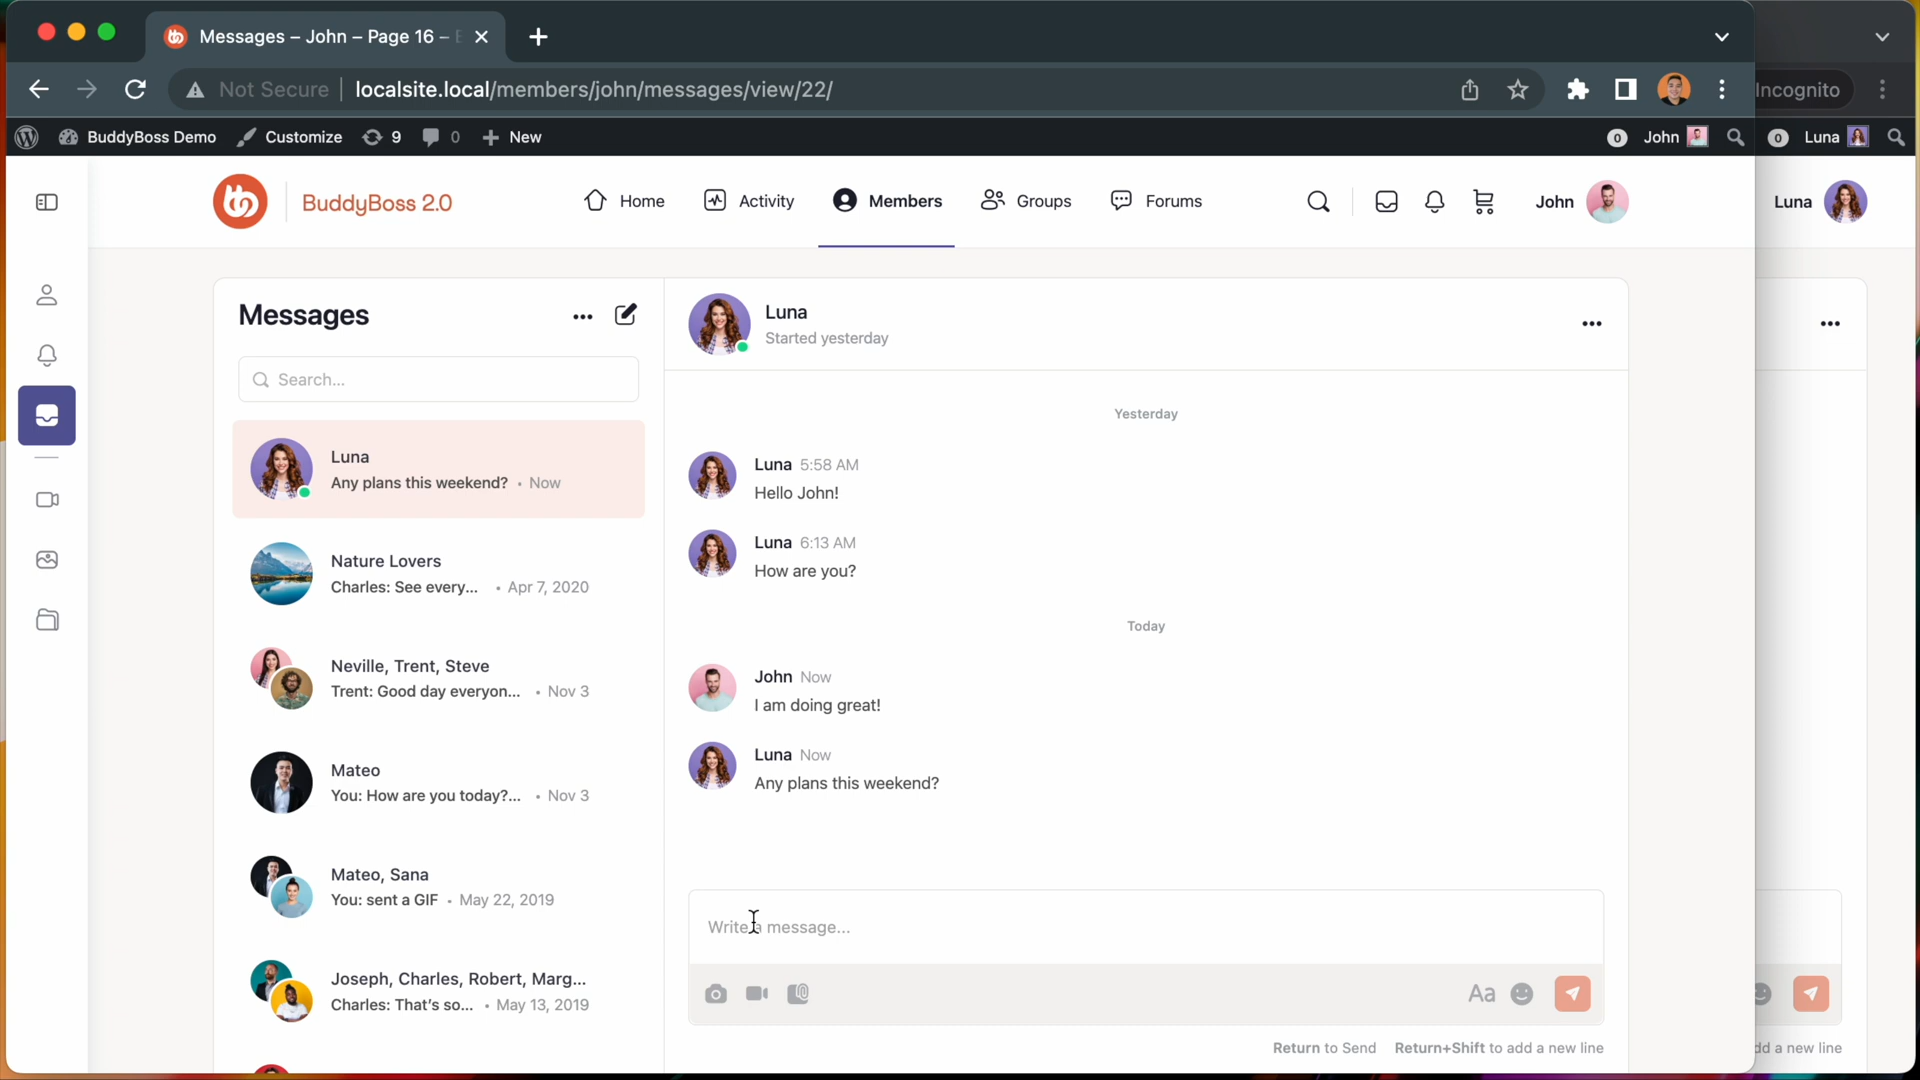 Messages – John – Page 16 –
Not Secure
localsite.local/members/john/messages/view/22/
Incognito
BuddyBoss Demo
Customize
9
0
New
0
John
0
Luna
BuddyBoss 2.0
Home
Activity
Members
Groups
Forums
John
Luna
Messages
Search...
Luna
Any plans this weekend? • Now
Nature Lovers
Charles: See every... • Apr 7, 2020
Neville, Trent, Steve
Trent: Good day everyon... • Nov 3
Mateo
You: How are you today?... • Nov 3
Mateo, Sana
You: sent a GIF • May 22, 2019
Joseph, Charles, Robert, Marg...
Charles: That's so... • May 13, 2019
Luna
Started yesterday
Yesterday
Luna 5:58 AM
Hello John!
Luna 6:13 AM
How are you?
Today
John Now
I am doing great!
Luna Now
Any plans this weekend?
Write a message...
Aa
Return to Send
Return+Shift to add a new line
dd a new line